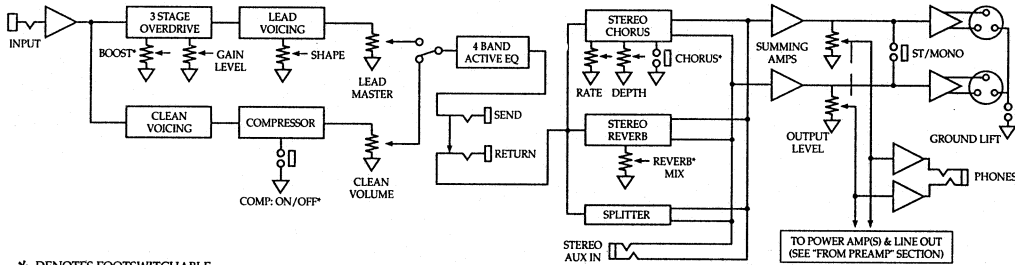 INPUT
3 STAGE
OVERDRIVE
BOOST*
GAIN
LEVEL
LEAD
VOICING
SHAPE
LEAD
MASTER
CLEAN
VOICING
COMPRESSOR
COMP: ON/OFF*
CLEAN
VOLUME
4 BAND
ACTIVE EQ
SEND
RETURN
STEREO
CHORUS
RATE
DEPTH
CHORUS*
STEREO
REVERB
REVERB*
MIX
SPLITTER
STEREO
AUX IN
SUMMING
AMPS
OUTPUT
LEVEL
ST/MONO
GROUND LIFT
PHONES
TO POWER AMP(S) & LINE OUT
(SEE "FROM PREAMP" SECTION)
* DENOTES FOOTSWITCHABLE